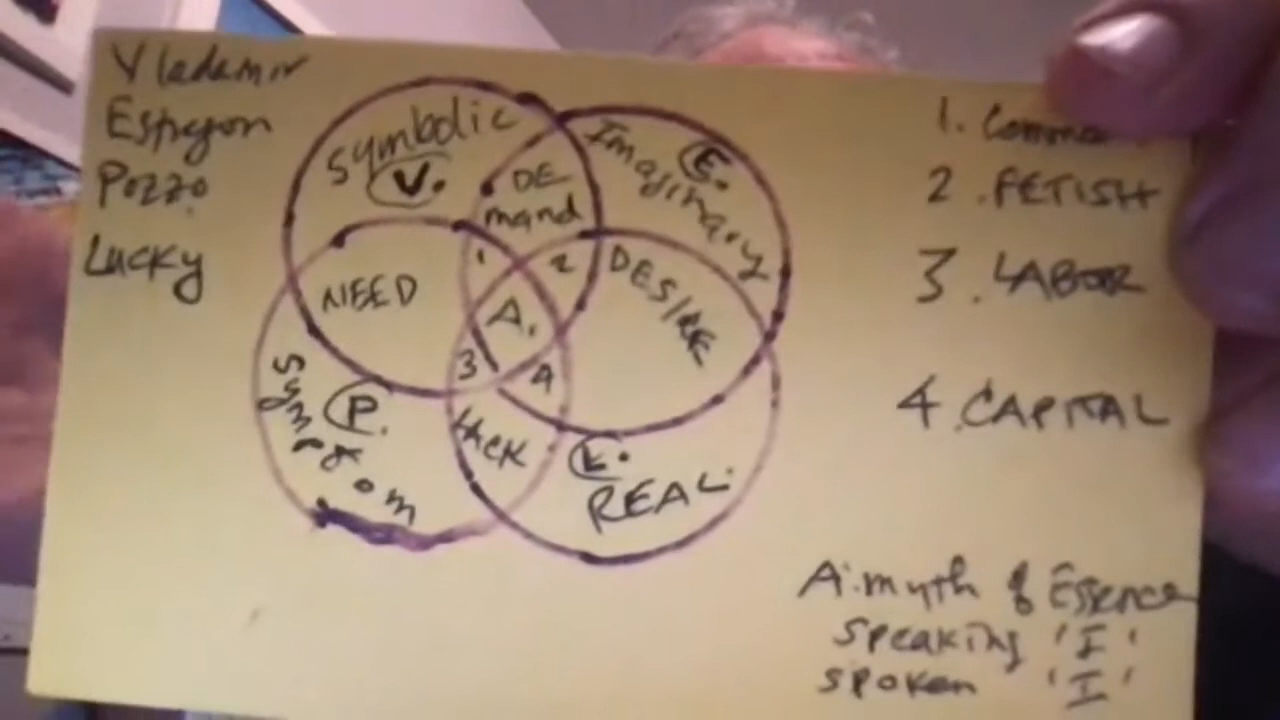 Vlademir
Estragon
Pozzo
Lucky
Symbolic
V.
Imaginary
E.
DE
mand
1
2
NEED
DESIRE
A.
3
4
Symptom
P.
LACK
L.
REAL
1.
2. FETISH
3. LABOR
4. CAPITAL
A: myth of Essence
Speaking 'I'
spoken 'I'